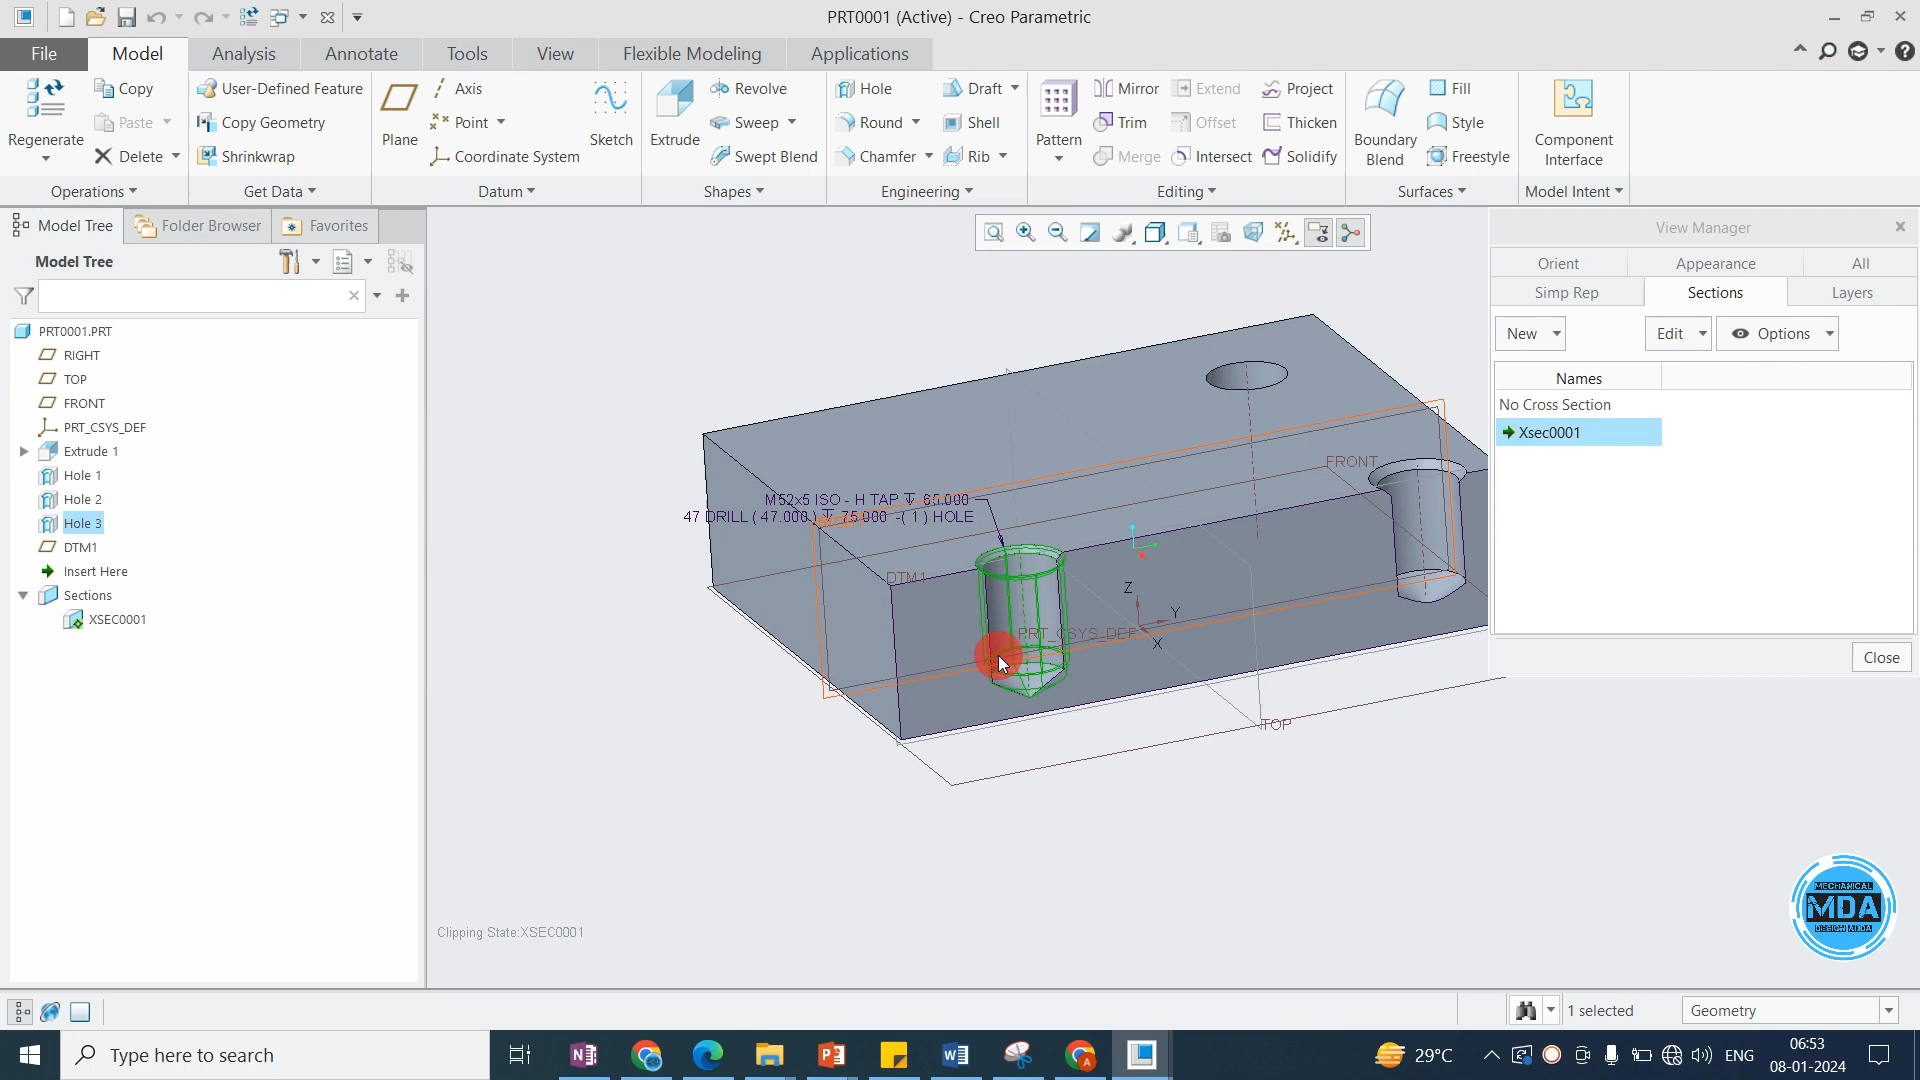 PRT0001 (Active) - Creo Parametric
File Model Analysis Annotate Tools View Flexible Modeling Applications
Regenerate
Copy
Paste
Delete
Operations
User-Defined Feature
Copy Geometry
Shrinkwrap
Get Data
Plane
Axis
Point
Coordinate System
Sketch
Datum
Extrude
Revolve
Sweep
Swept Blend
Shapes
Hole
Round
Chamfer
Draft
Shell
Rib
Engineering
Pattern
Mirror
Trim
Merge
Extend
Offset
Intersect
Project
Thicken
Solidify
Editing
Boundary
Blend
Fill
Style
Freestyle
Surfaces
Component
Interface
Model Intent
Model Tree Folder Browser Favorites
Model Tree
PRT0001.PRT
RIGHT
TOP
FRONT
PRT_CSYS_DEF
Extrude 1
Hole 1
Hole 2
Hole 3
DTM1
Insert Here
Sections
XSEC0001
M52x5 ISO - H TAP ↧ 65.000
47 DRILL ( 47.000 ) ↧ 75.000 -( 1 ) HOLE
FRONT
DTM1
PRT_CSYS_DEF
Z
Y
X
TOP
Clipping State:XSEC0001
View Manager
Orient Appearance All
Simp Rep Sections Layers
New Edit Options
Names
No Cross Section
Xsec0001
Close
MECHANICAL
MDA
DESIGN ADDA
1 selected
Geometry
Type here to search
29°C
ENG
06:53
08-01-2024